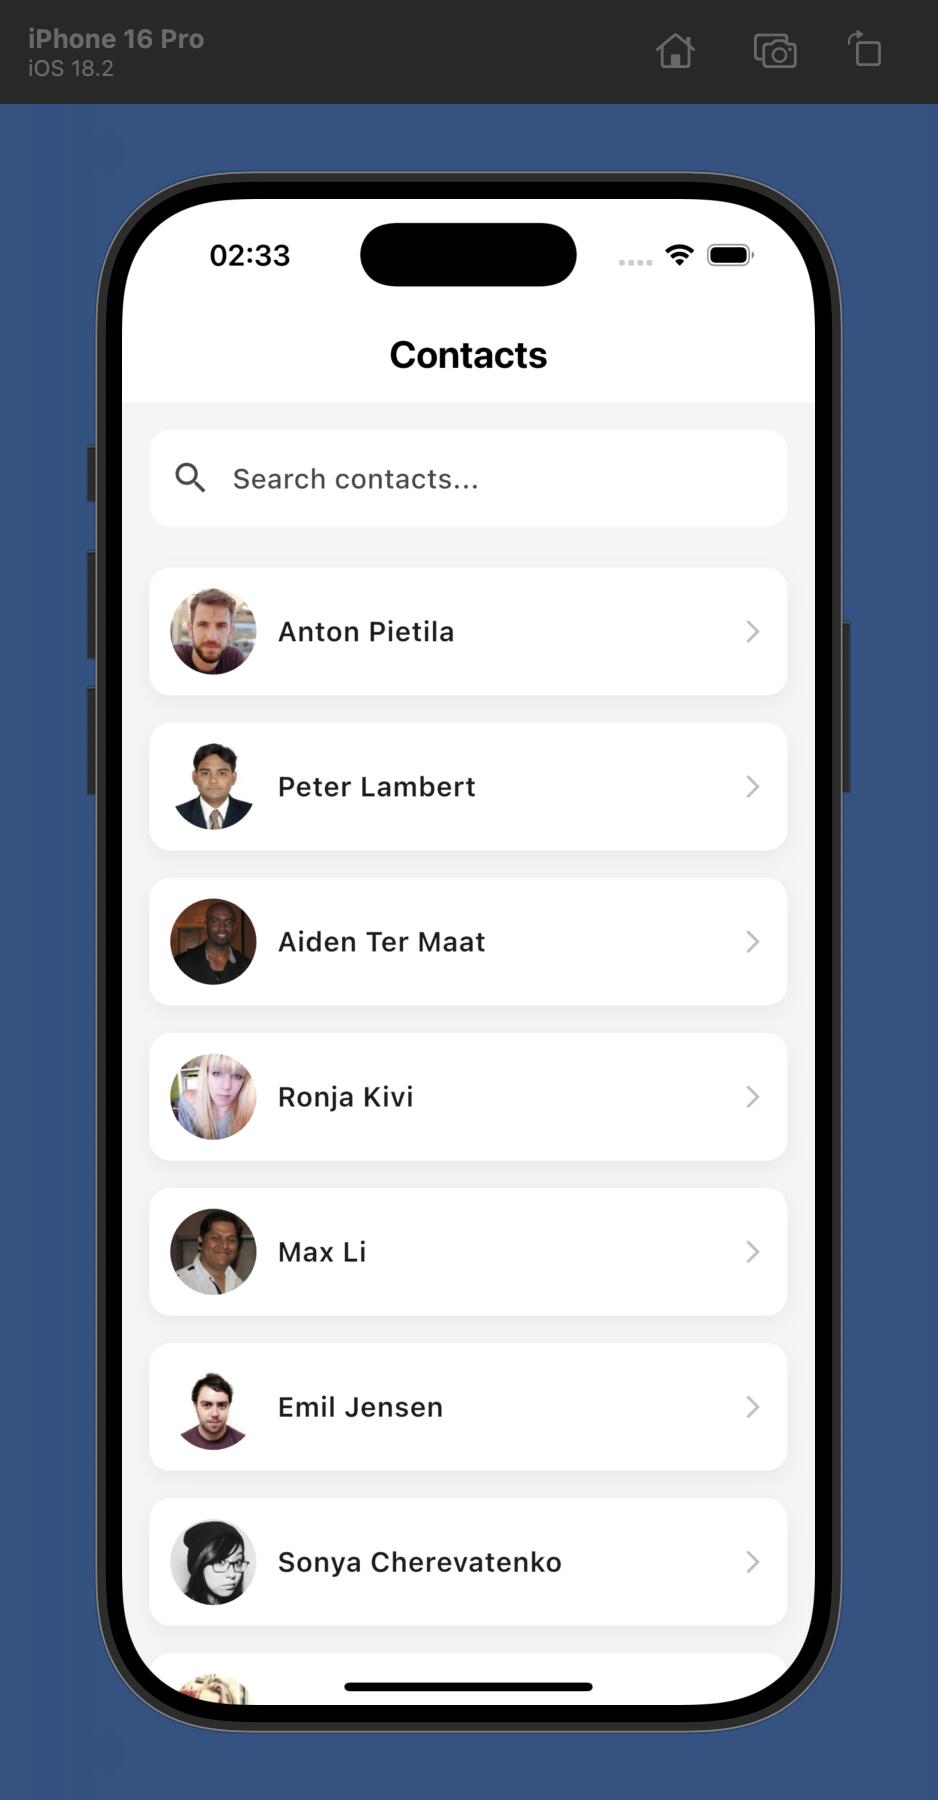 iPhone 16 Pro
iOS 18.2
02:33
Contacts
Search contacts...
Anton Pietila
Peter Lambert
Aiden Ter Maat
Ronja Kivi
Max Li
Emil Jensen
Sonya Cherevatenko